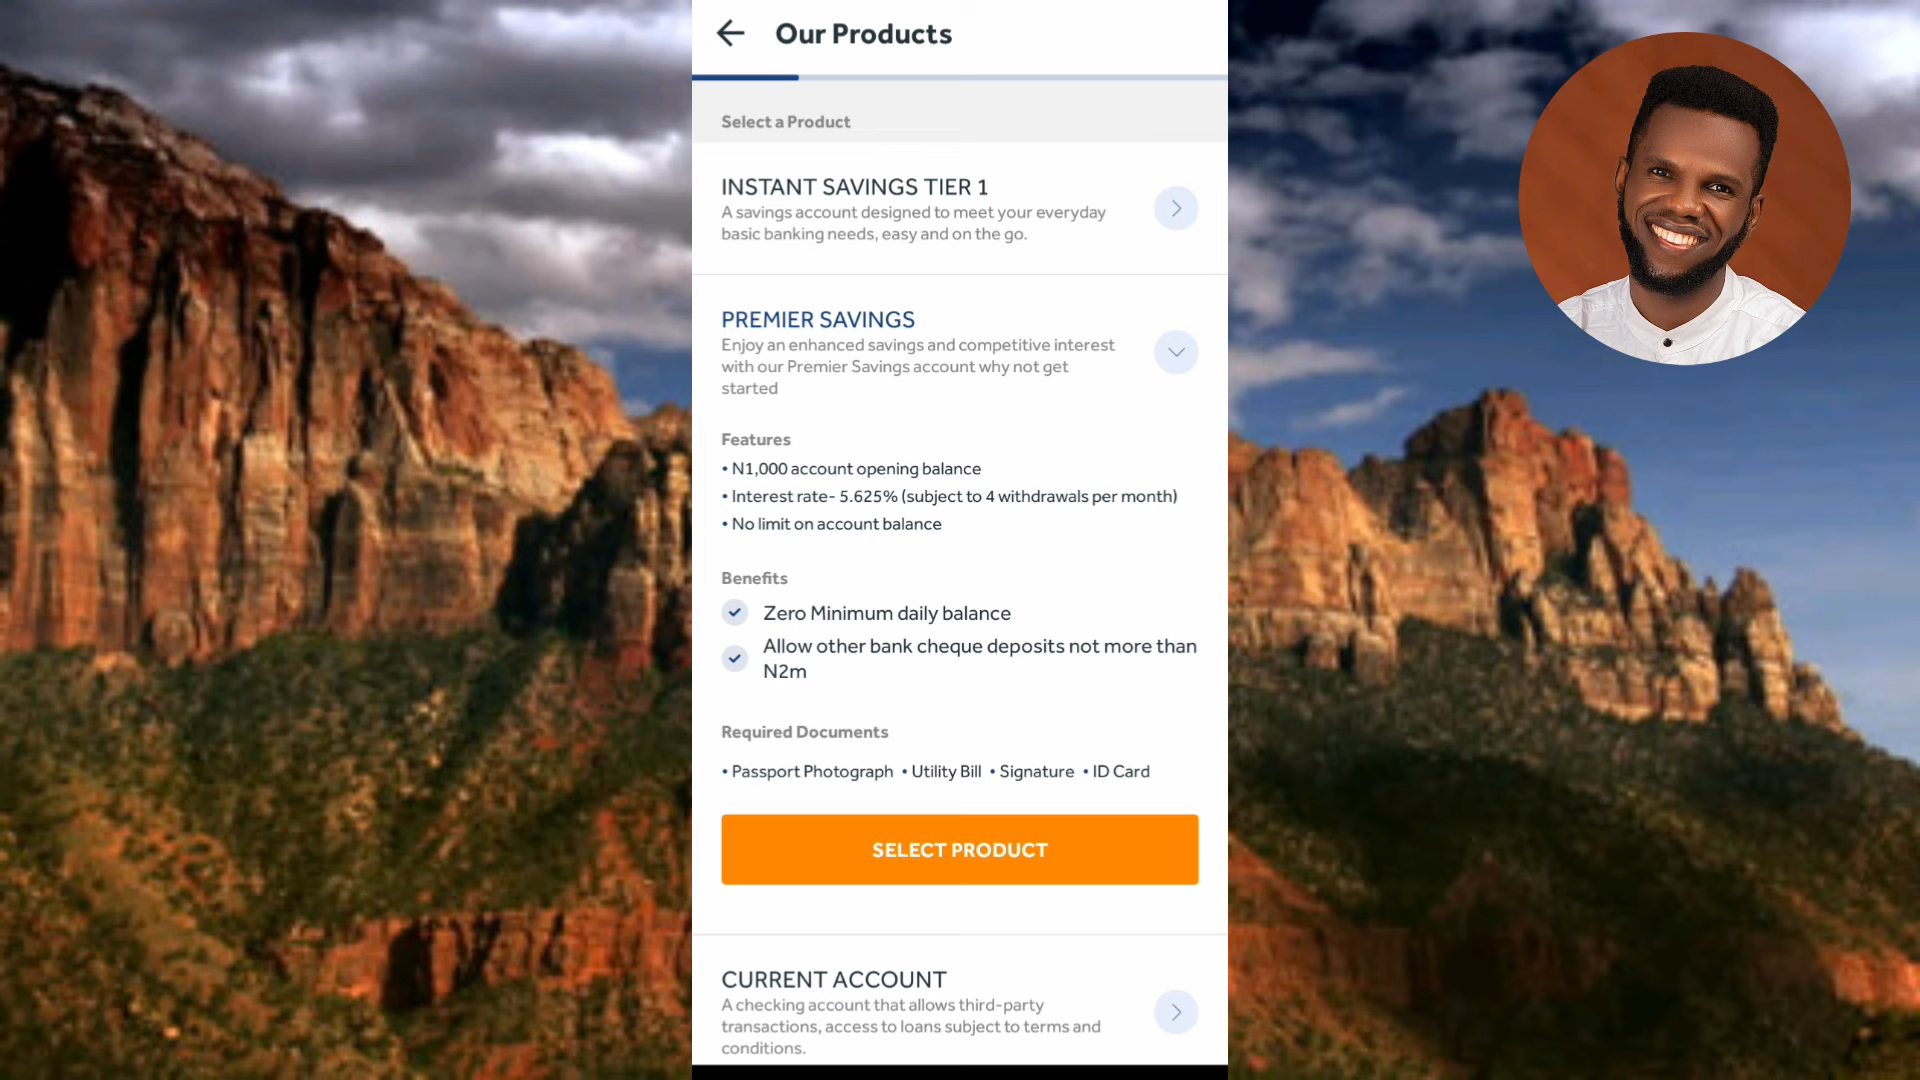 Our Products
Select a Product
INSTANT SAVINGS TIER 1
A savings account designed to meet your everyday
basic banking needs, easy and on the go.
PREMIER SAVINGS
Enjoy an enhanced savings and competitive interest
with our Premier Savings account why not get
started
Features
• N1,000 account opening balance
• Interest rate- 5.625% (subject to 4 withdrawals per month)
• No limit on account balance
Benefits
Zero Minimum daily balance
Allow other bank cheque deposits not more than
N2m
Required Documents
• Passport Photograph • Utility Bill • Signature • ID Card
SELECT PRODUCT
CURRENT ACCOUNT
A checking account that allows third-party
transactions, access to loans subject to terms and
conditions.